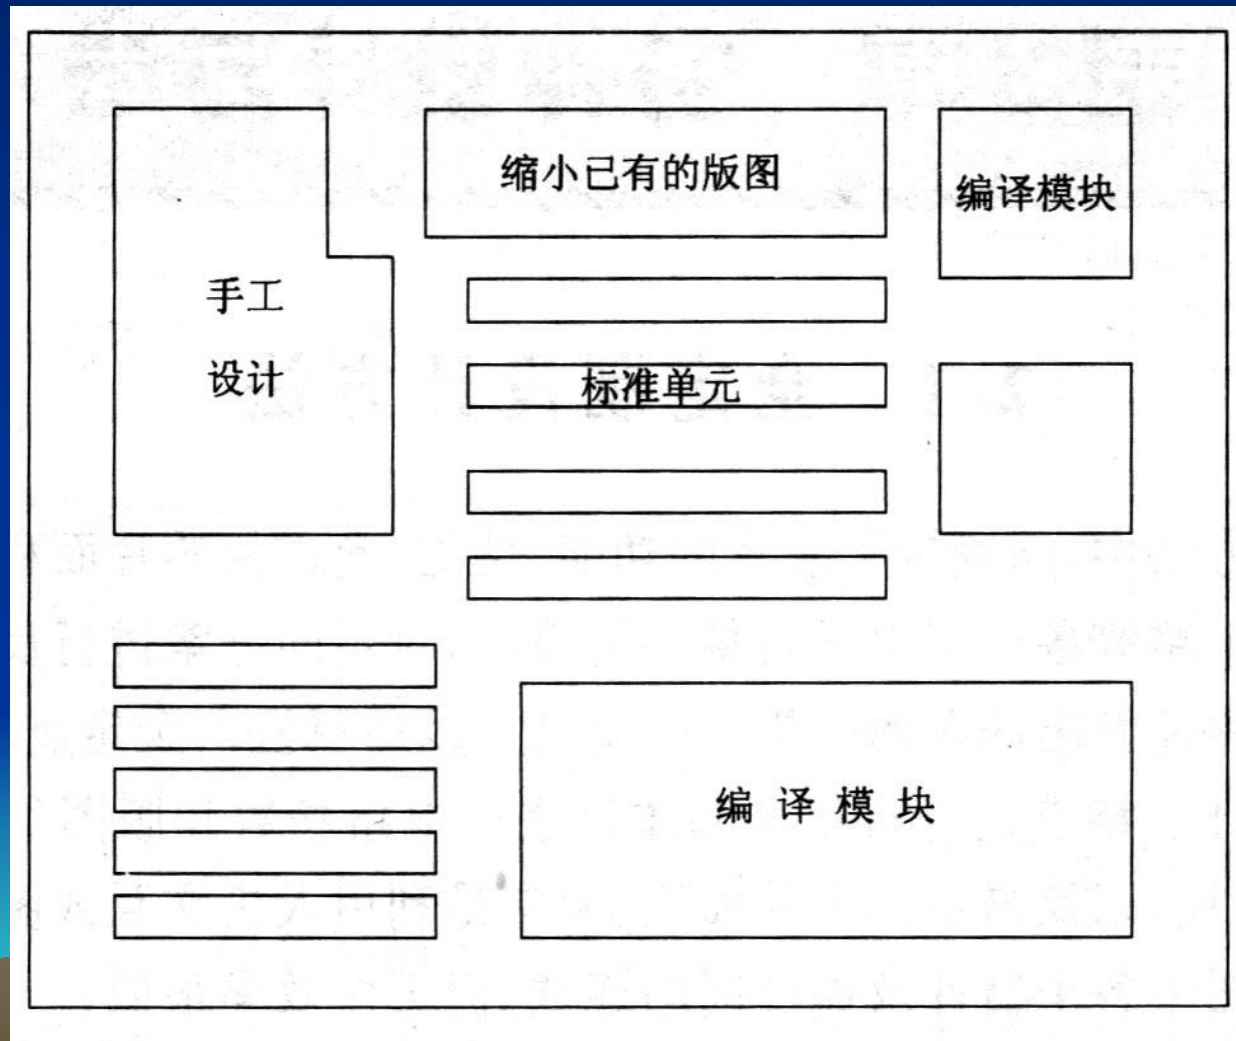 缩小已有的版图
编译模块
手工
设计
标准单元
编译模块